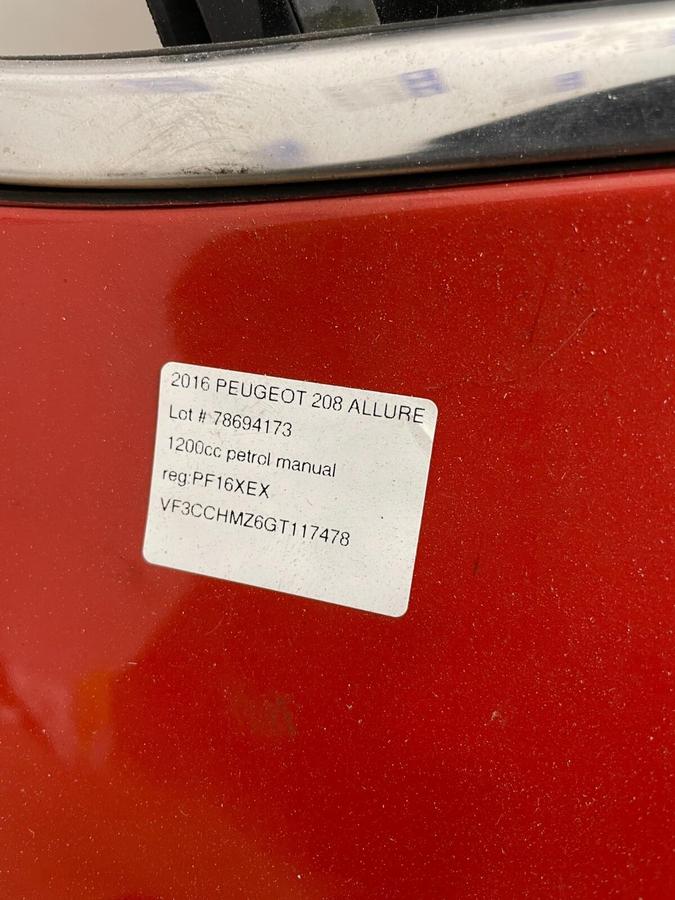 2016 PEUGEOT 208 ALLURE
Lot # 78694173
1200cc petrol manual
reg:PF16XEX
VF3CCHMZ6GT117478